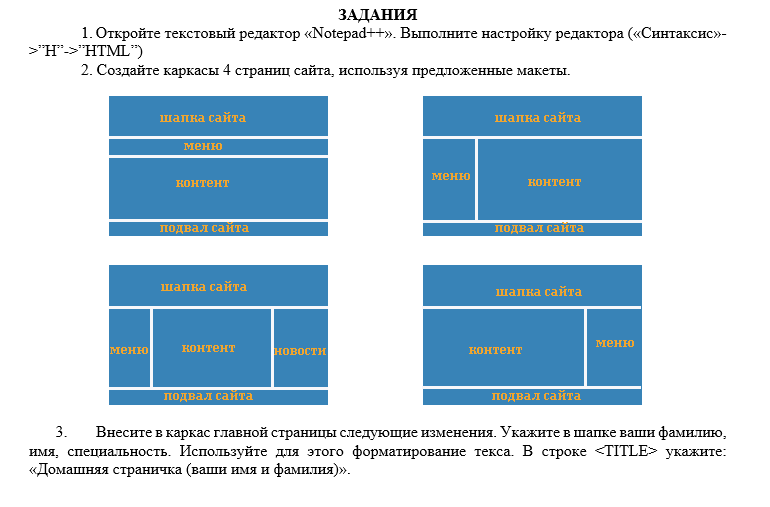 ЗАДАНИЯ
1. Откройте текстовый редактор «Notepad++». Выполните настройку редактора («Синтаксис»-
>”H”->”HTML”)
2. Создайте каркасы 4 страниц сайта, используя предложенные макеты.
шапка сайта
меню
контент
подвал сайта
шапка сайта
меню
контент
подвал сайта
шапка сайта
меню
контент
новости
подвал сайта
шапка сайта
контент
меню
подвал сайта
3. Внесите в каркас главной страницы следующие изменения. Укажите в шапке ваши фамилию,
имя, специальность. Используйте для этого форматирование текса. В строке <TITLE> укажите:
«Домашняя страничка (ваши имя и фамилия)».